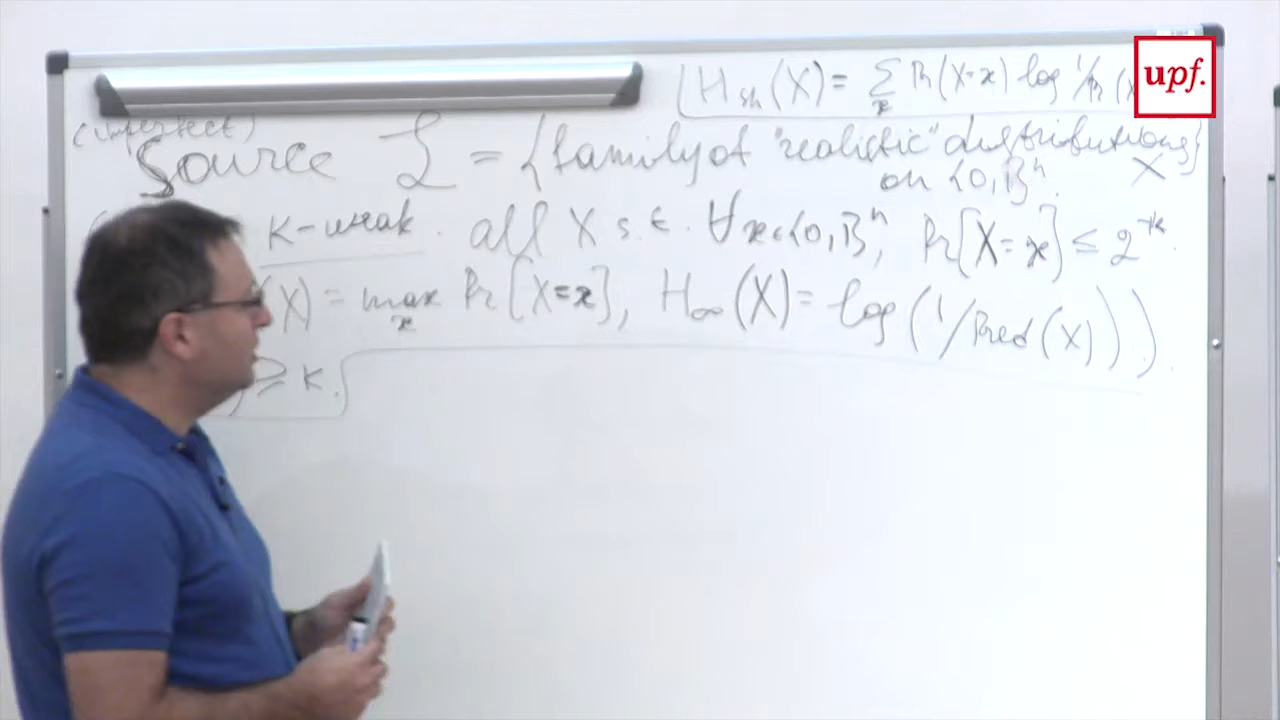 H_sh(X) = Σ_x Pr(X=x) log 1/Pr(
upf.
(imperfect)
Source 𝓛 = {family of "realistic" distributions}
on {0,1}^n. X
k-weak. all X s.t. ∀x∈{0,1}^n, Pr[X=x] ≤ 2^-k.
(X) = max_x Pr[X=x], H_∞(X) = log(1/Pred(X)).
) ≥ k.